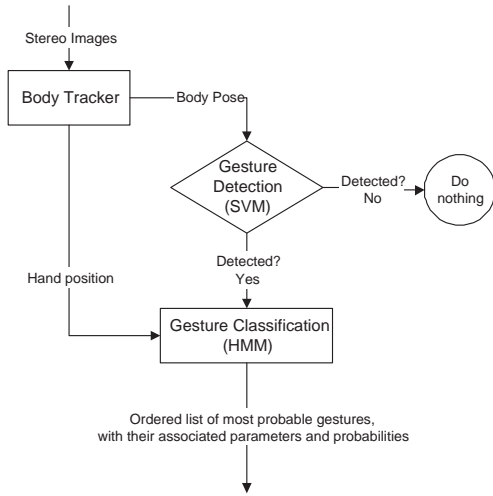 Stereo Images
Body Tracker
Body Pose
Gesture
Detection
(SVM)
Detected?
No
Do
nothing
Detected?
Yes
Hand position
Gesture Classification
(HMM)
Ordered list of most probable gestures,
with their associated parameters and probabilities